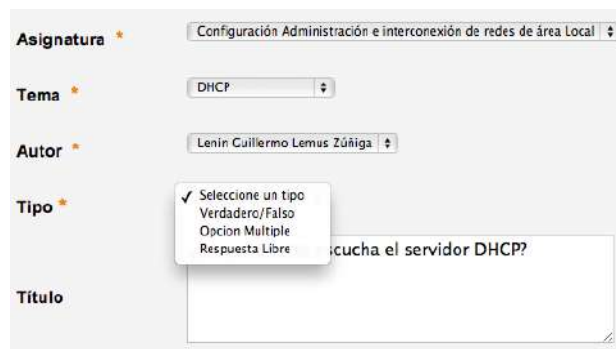 Asignatura *
Configuración Administración e interconexión de redes de área Local
Tema *
DHCP
Autor *
Lenin Guillermo Lemus Zúñiga
Tipo *
✓ Seleccione un tipo
Verdadero/Falso
Opcion Multiple
Respuesta Libre
escucha el servidor DHCP?
Título